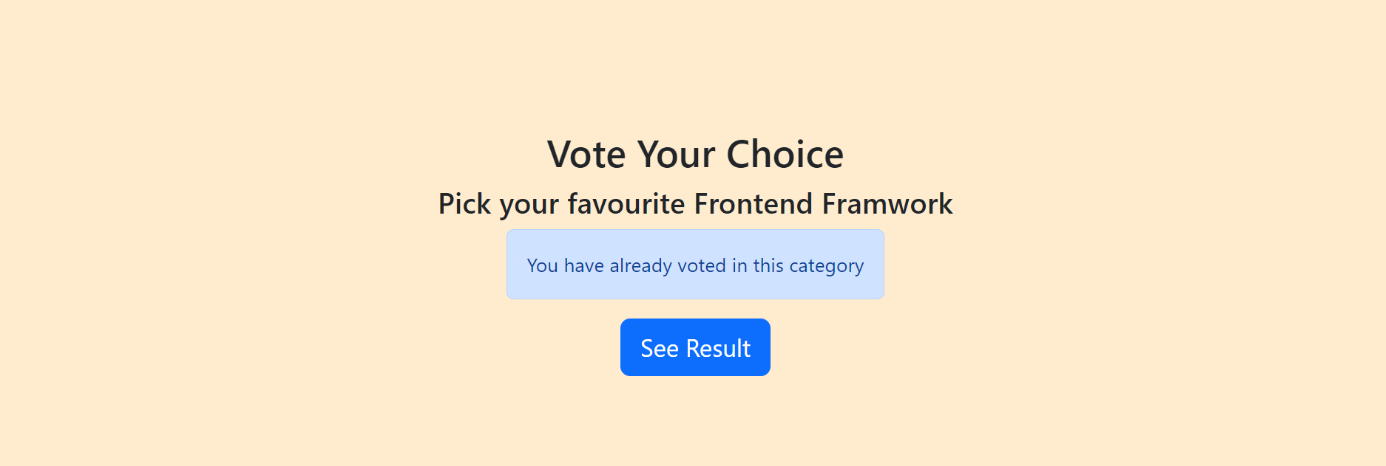 Vote Your Choice
Pick your favourite Frontend Framwork
You have already voted in this category
See Result